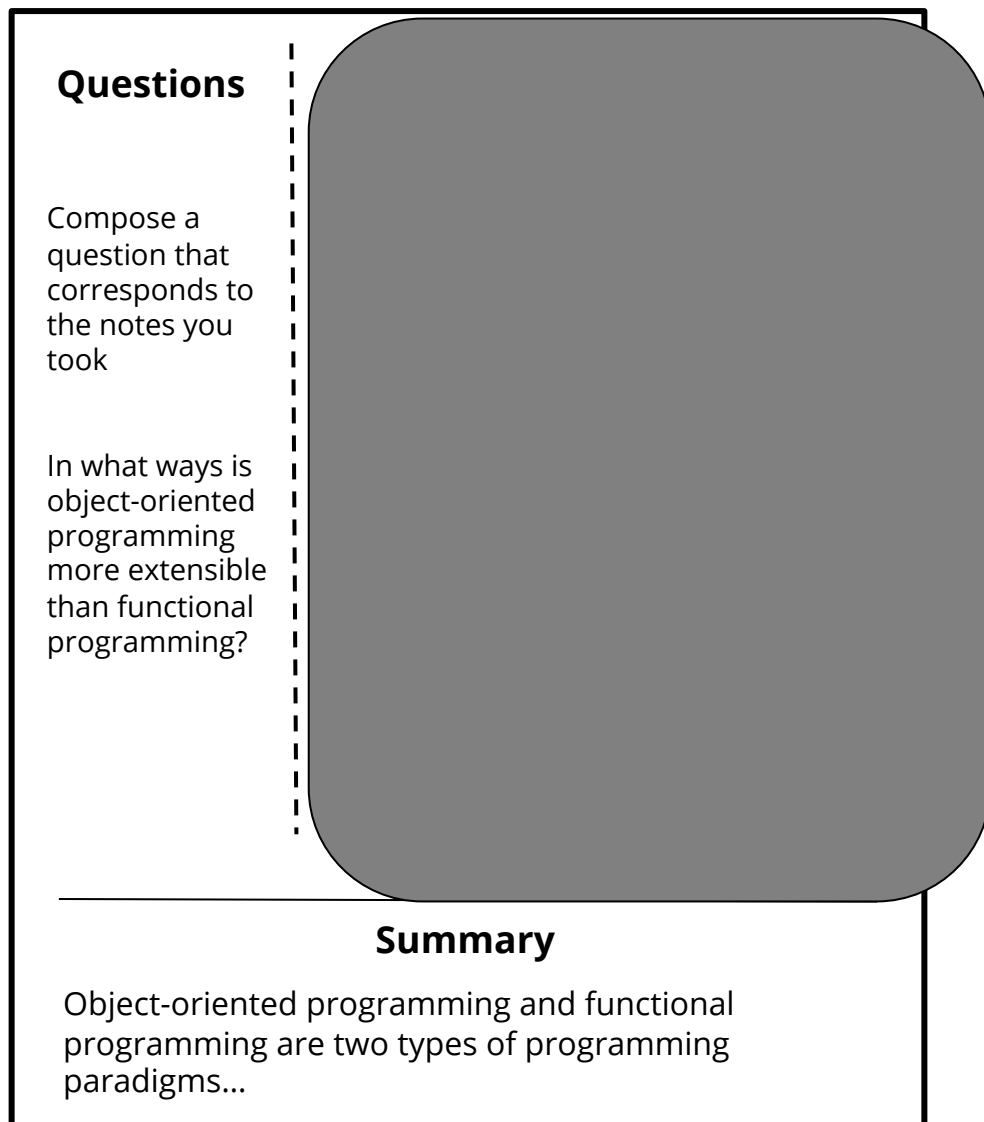 Questions
Compose a
question that
corresponds to
the notes you
took
In what ways is
object-oriented
programming
more extensible
than functional
programming?
Summary
Object-oriented programming and functional
programming are two types of programming
paradigms...